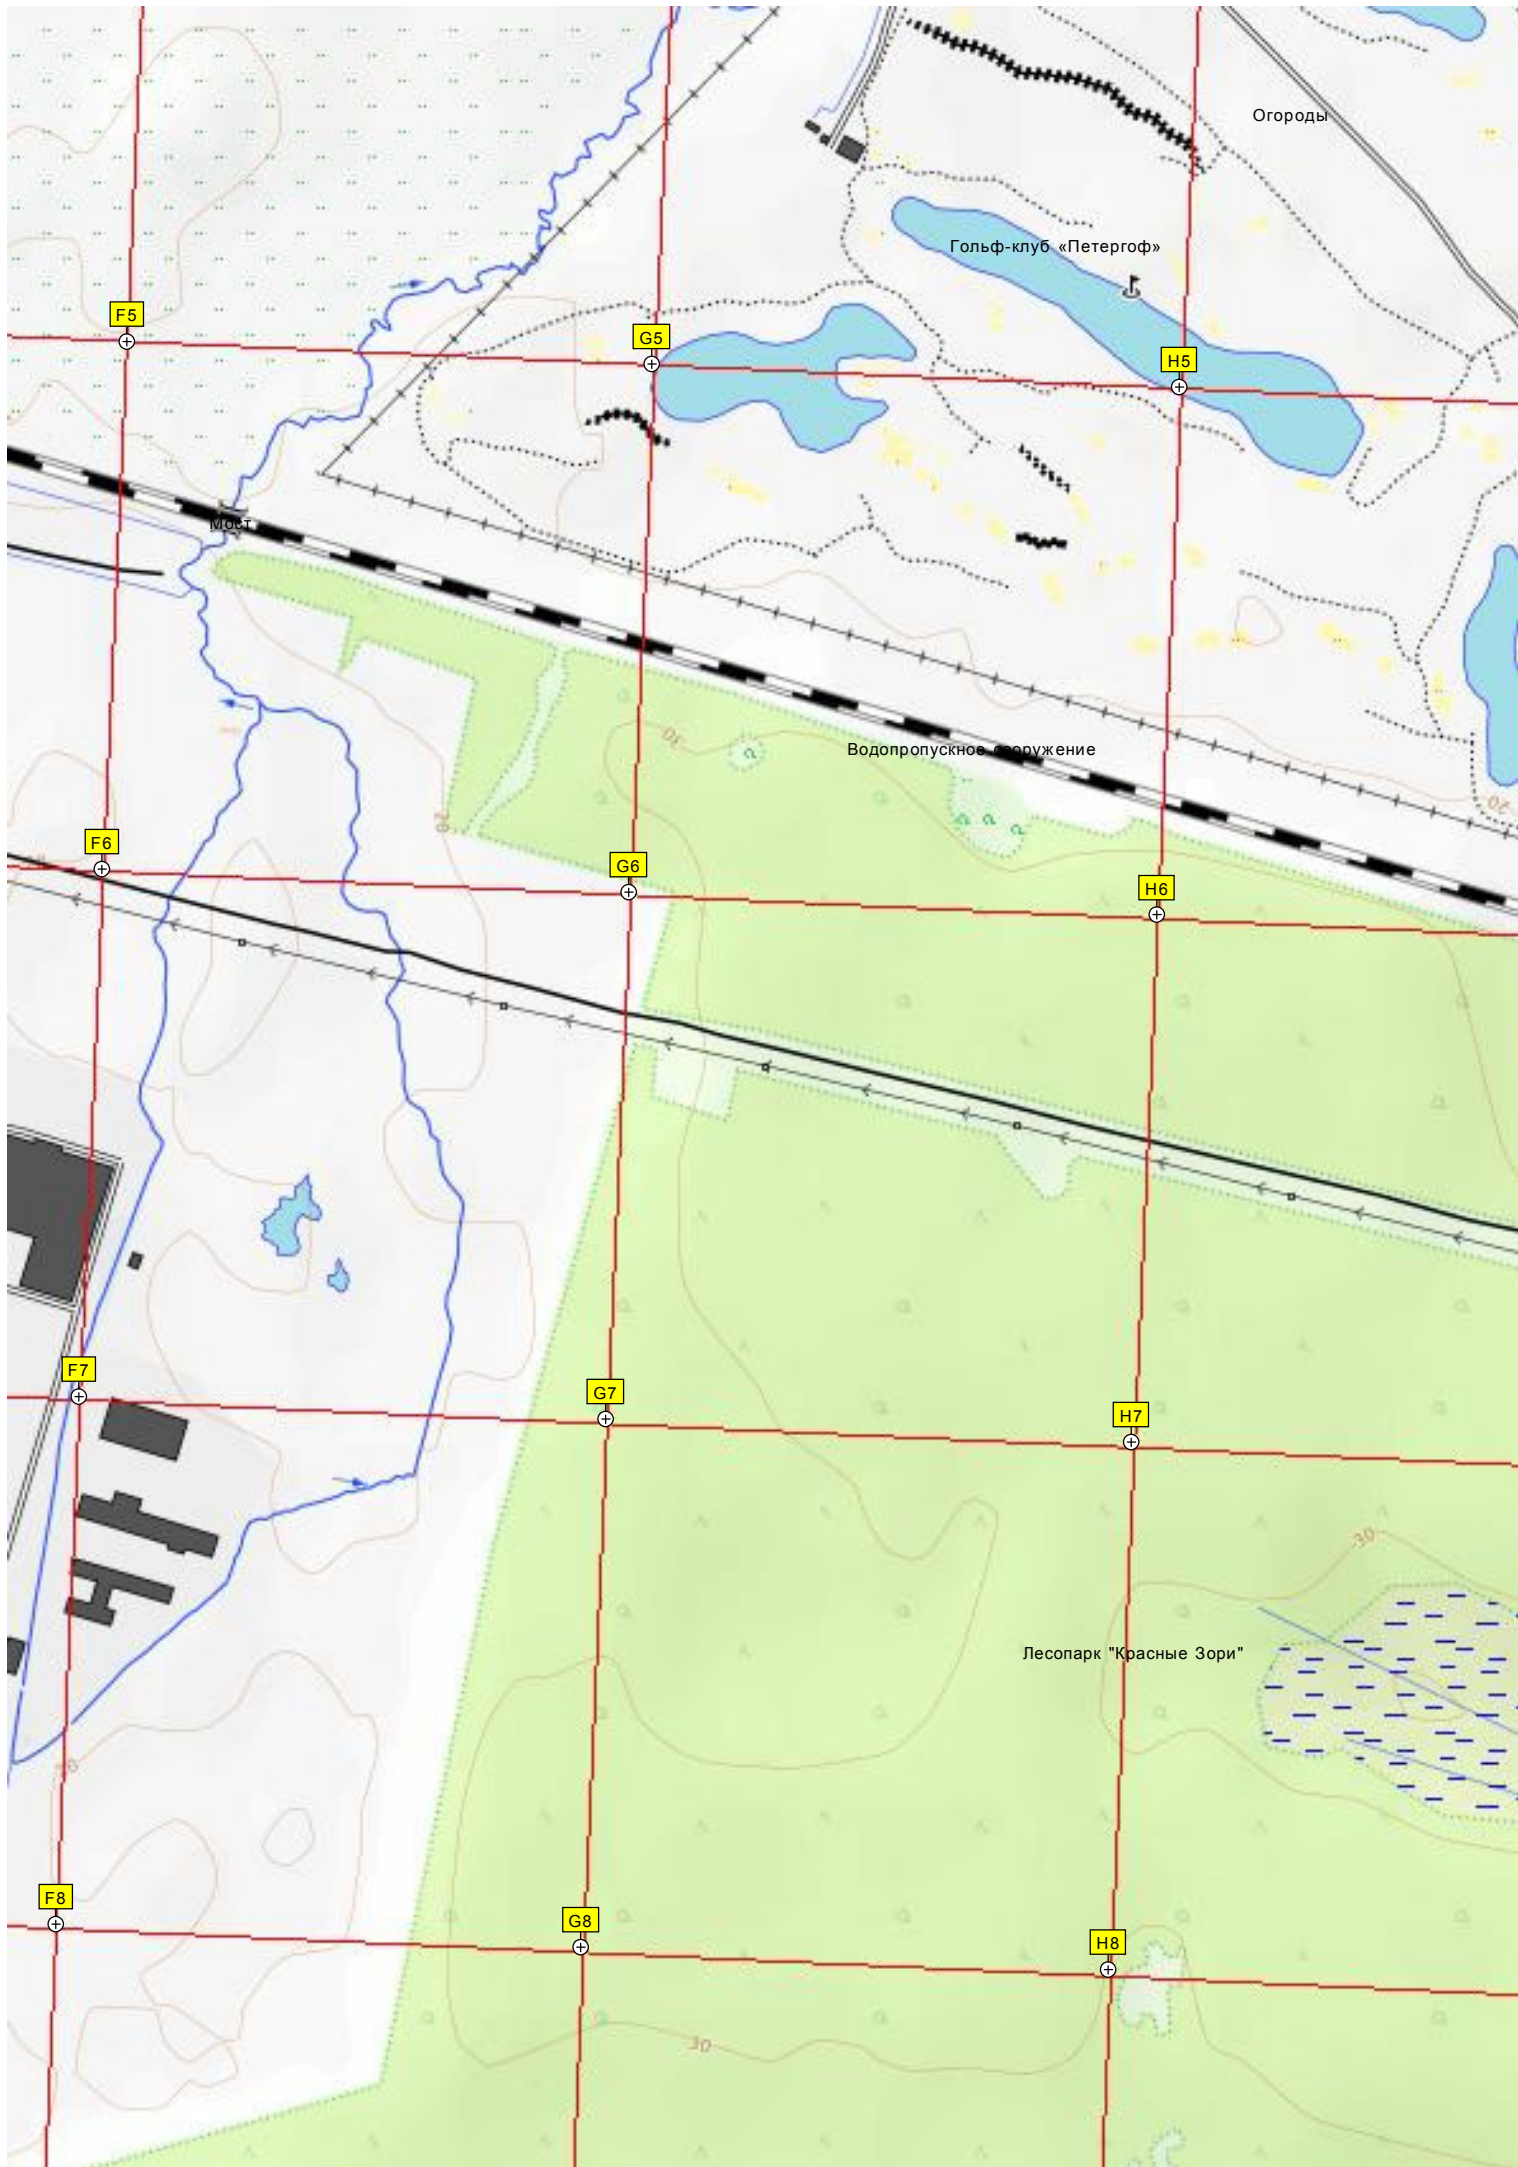 Огороды
Гольф-клуб «Петергоф»
F5
G5
H5
Мост
30
Водопропускное сооружение
20
20
F6
G6
H6
F7
G7
H7
30
Лесопарк "Красные Зори"
F8
G8
H8
30